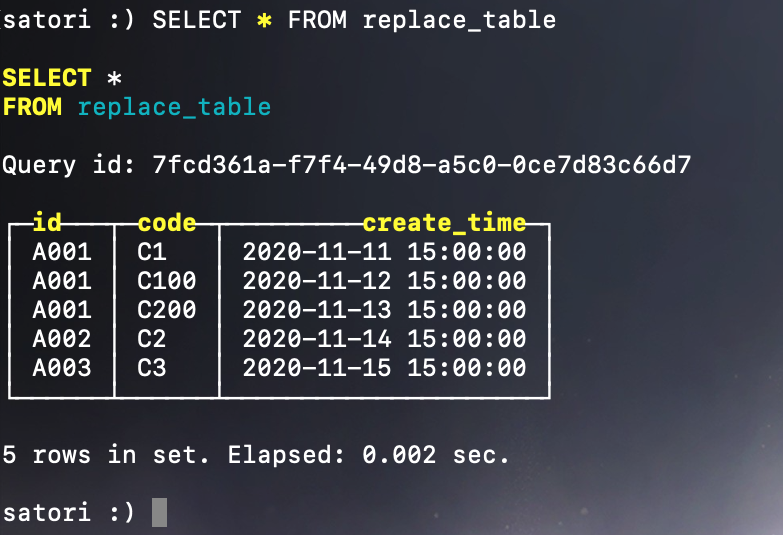 satori :) SELECT * FROM replace_table
SELECT *
FROM replace_table
Query id: 7fcd361a-f7f4-49d8-a5c0-0ce7d83c66d7
id code create_time
A001 C1 2020-11-11 15:00:00
A001 C100 2020-11-12 15:00:00
A001 C200 2020-11-13 15:00:00
A002 C2 2020-11-14 15:00:00
A003 C3 2020-11-15 15:00:00
5 rows in set. Elapsed: 0.002 sec.
satori :)